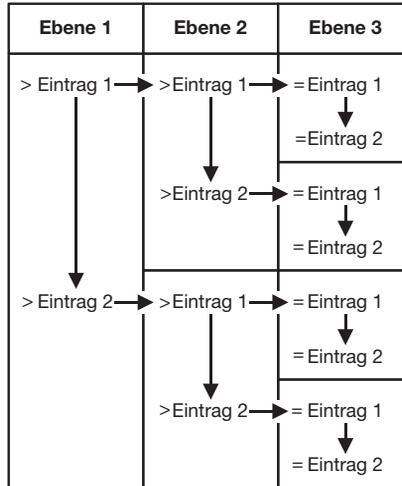 Ebene 1 Ebene 2 Ebene 3
> Eintrag 1 >Eintrag 1 =Eintrag 1
=Eintrag 2
>Eintrag 2 = Eintrag 1
= Eintrag 2
> Eintrag 2 >Eintrag 1 = Eintrag 1
= Eintrag 2
>Eintrag 2 = Eintrag 1
= Eintrag 2